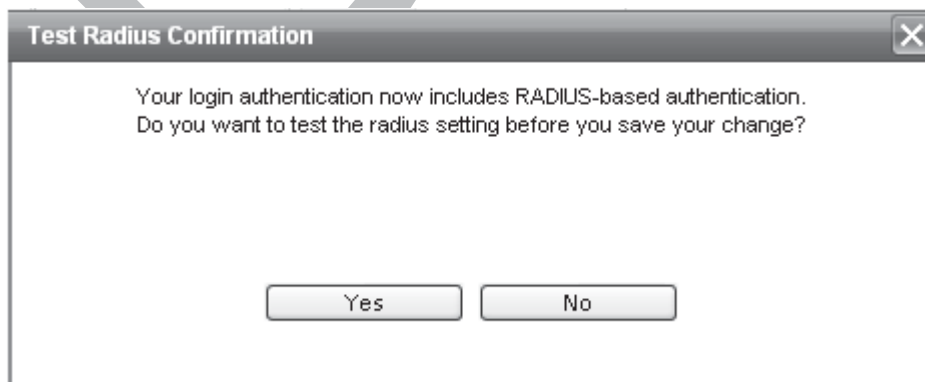 Test Radius Confirmation
Your login authentication now includes RADIUS-based authentication.
Do you want to test the radius setting before you save your change?
Yes
No